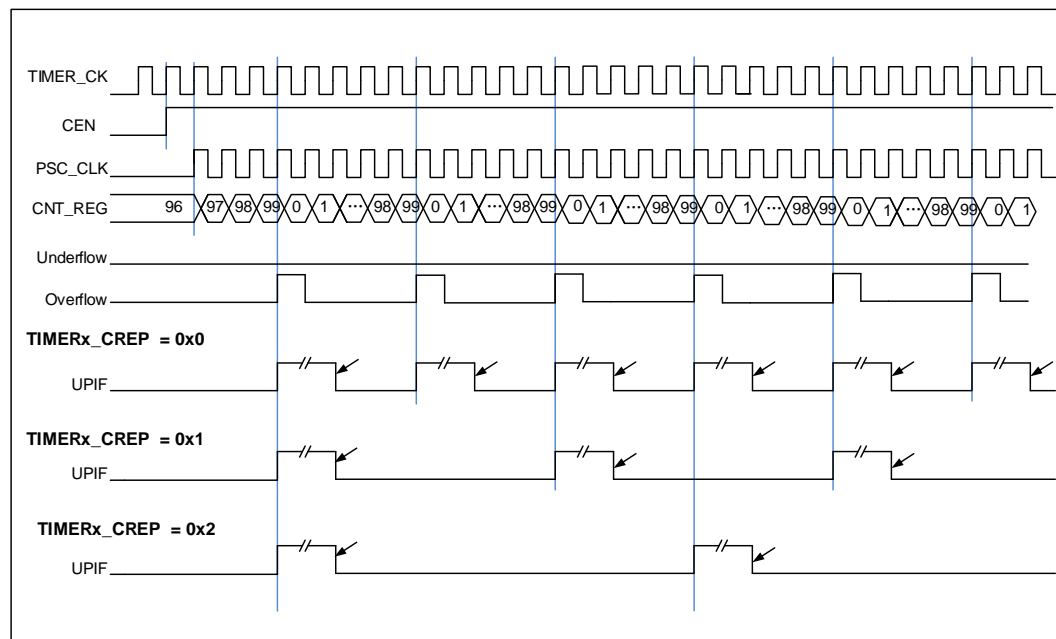 TIMER_CK
CEN
PSC_CLK
CNT_REG 96 97 98 99 0 1 ... 98 99 0 1 ... 98 99 0 1 ... 98 99 0 1 ... 98 99 0 1 ... 98 99 0 1
Underflow
Overflow
TIMERx_CREP = 0x0
UPIF
TIMERx_CREP = 0x1
UPIF
TIMERx_CREP = 0x2
UPIF